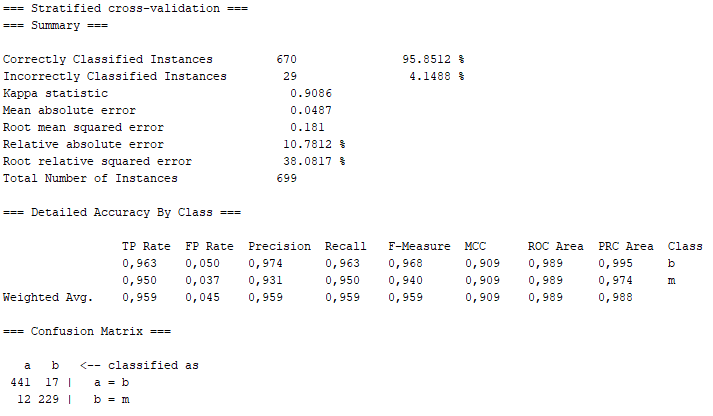 === Stratified cross-validation ===
=== Summary ===
Correctly Classified Instances 670 95.8512 %
Incorrectly Classified Instances 29 4.1488 %
Kappa statistic 0.9086
Mean absolute error 0.0487
Root mean squared error 0.181
Relative absolute error 10.7812 %
Root relative squared error 38.0817 %
Total Number of Instances 699
=== Detailed Accuracy By Class ===
TP Rate FP Rate Precision Recall F-Measure MCC ROC Area PRC Area Class
0,963 0,050 0,974 0,963 0,968 0,909 0,989 0,995 b
0,950 0,037 0,931 0,950 0,940 0,909 0,989 0,974 m
Weighted Avg. 0,959 0,045 0,959 0,959 0,959 0,909 0,989 0,988
=== Confusion Matrix ===
a b <-- classified as
441 17 | a = b
12 229 | b = m